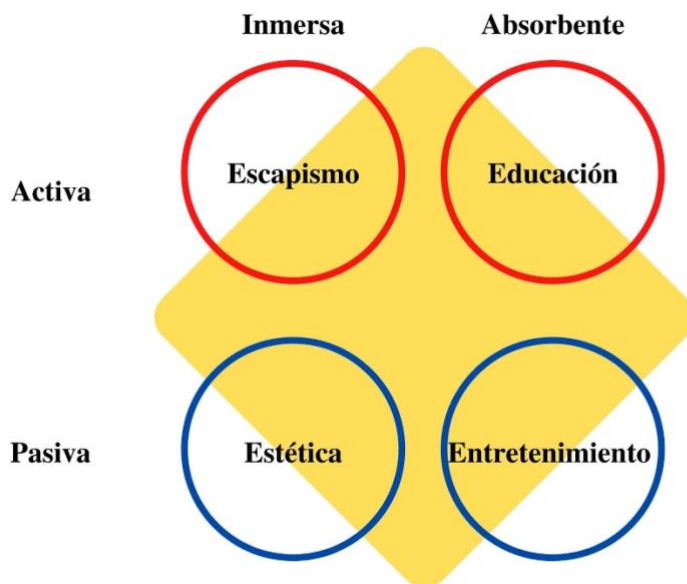 Inmersa
Absorbente
Activa
Escapismo
Educación
Pasiva
Estética
Entretenimiento